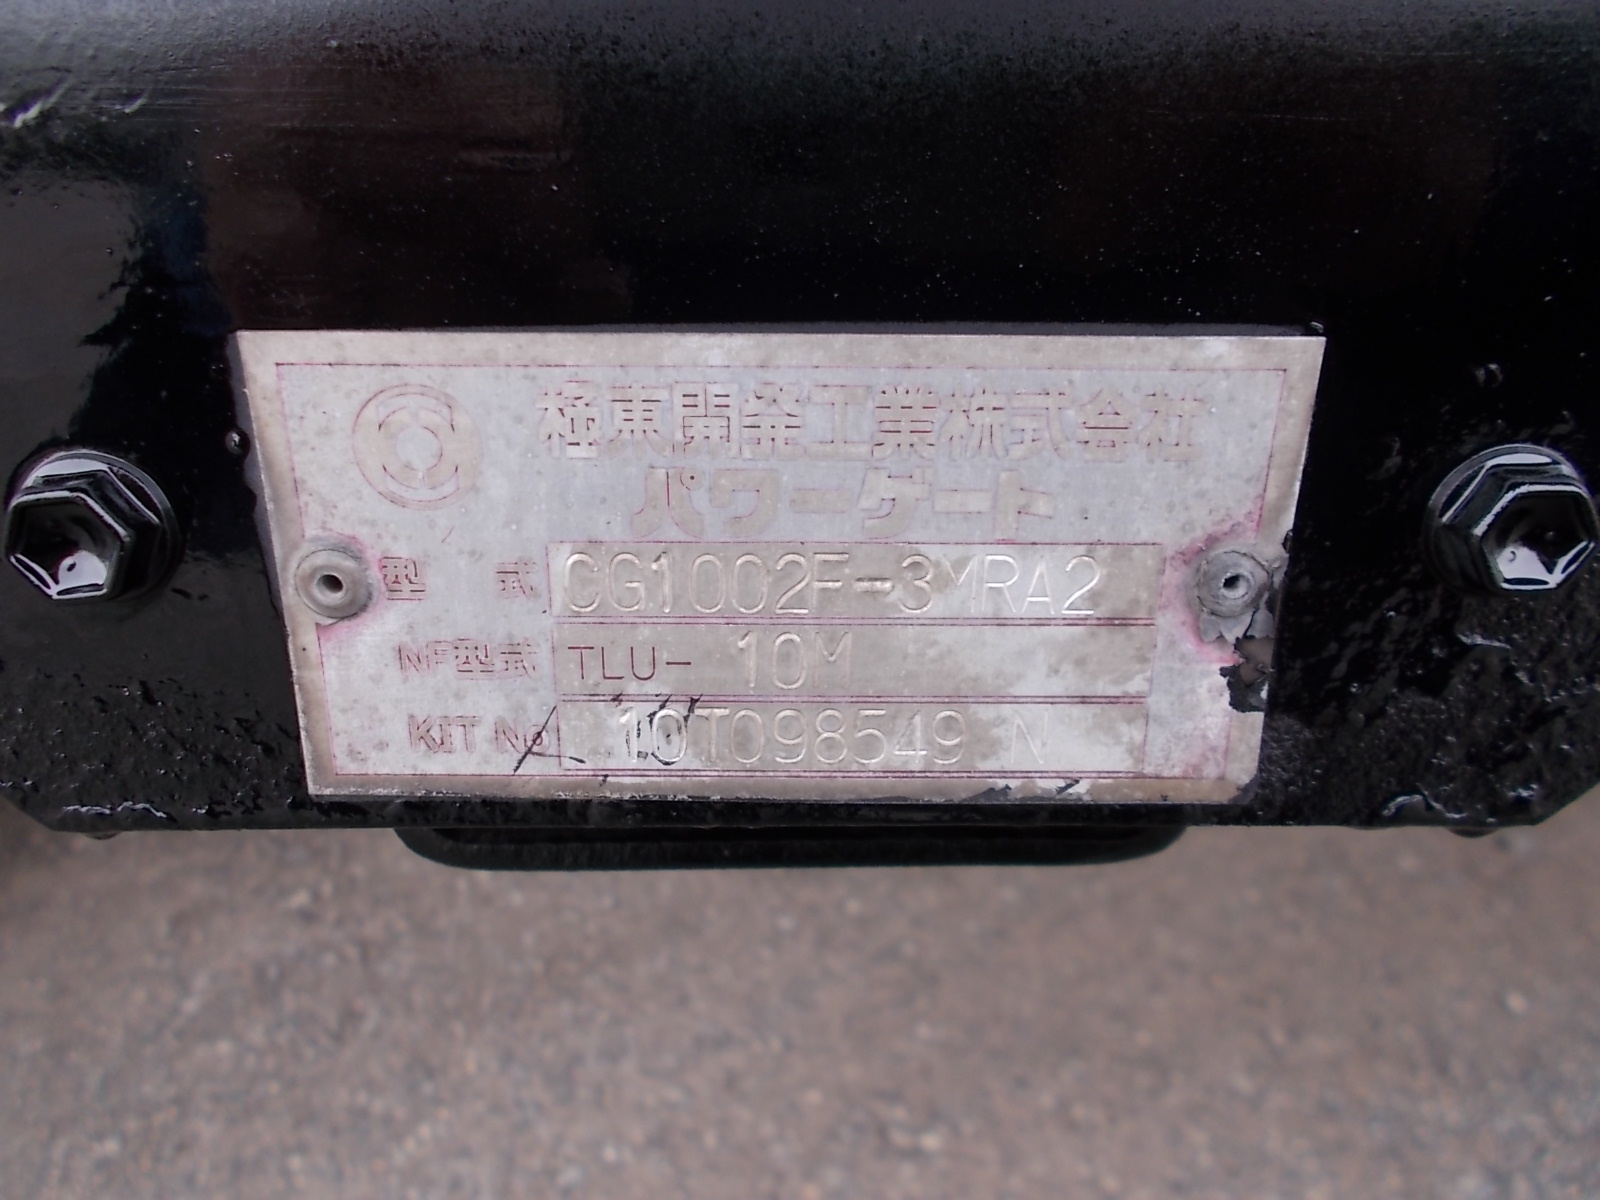 極東開発工業株式会社
パワーゲート
型式 CG1002F-3MRA2
NF型式 TLU- 10M
KIT No 10T098549 N